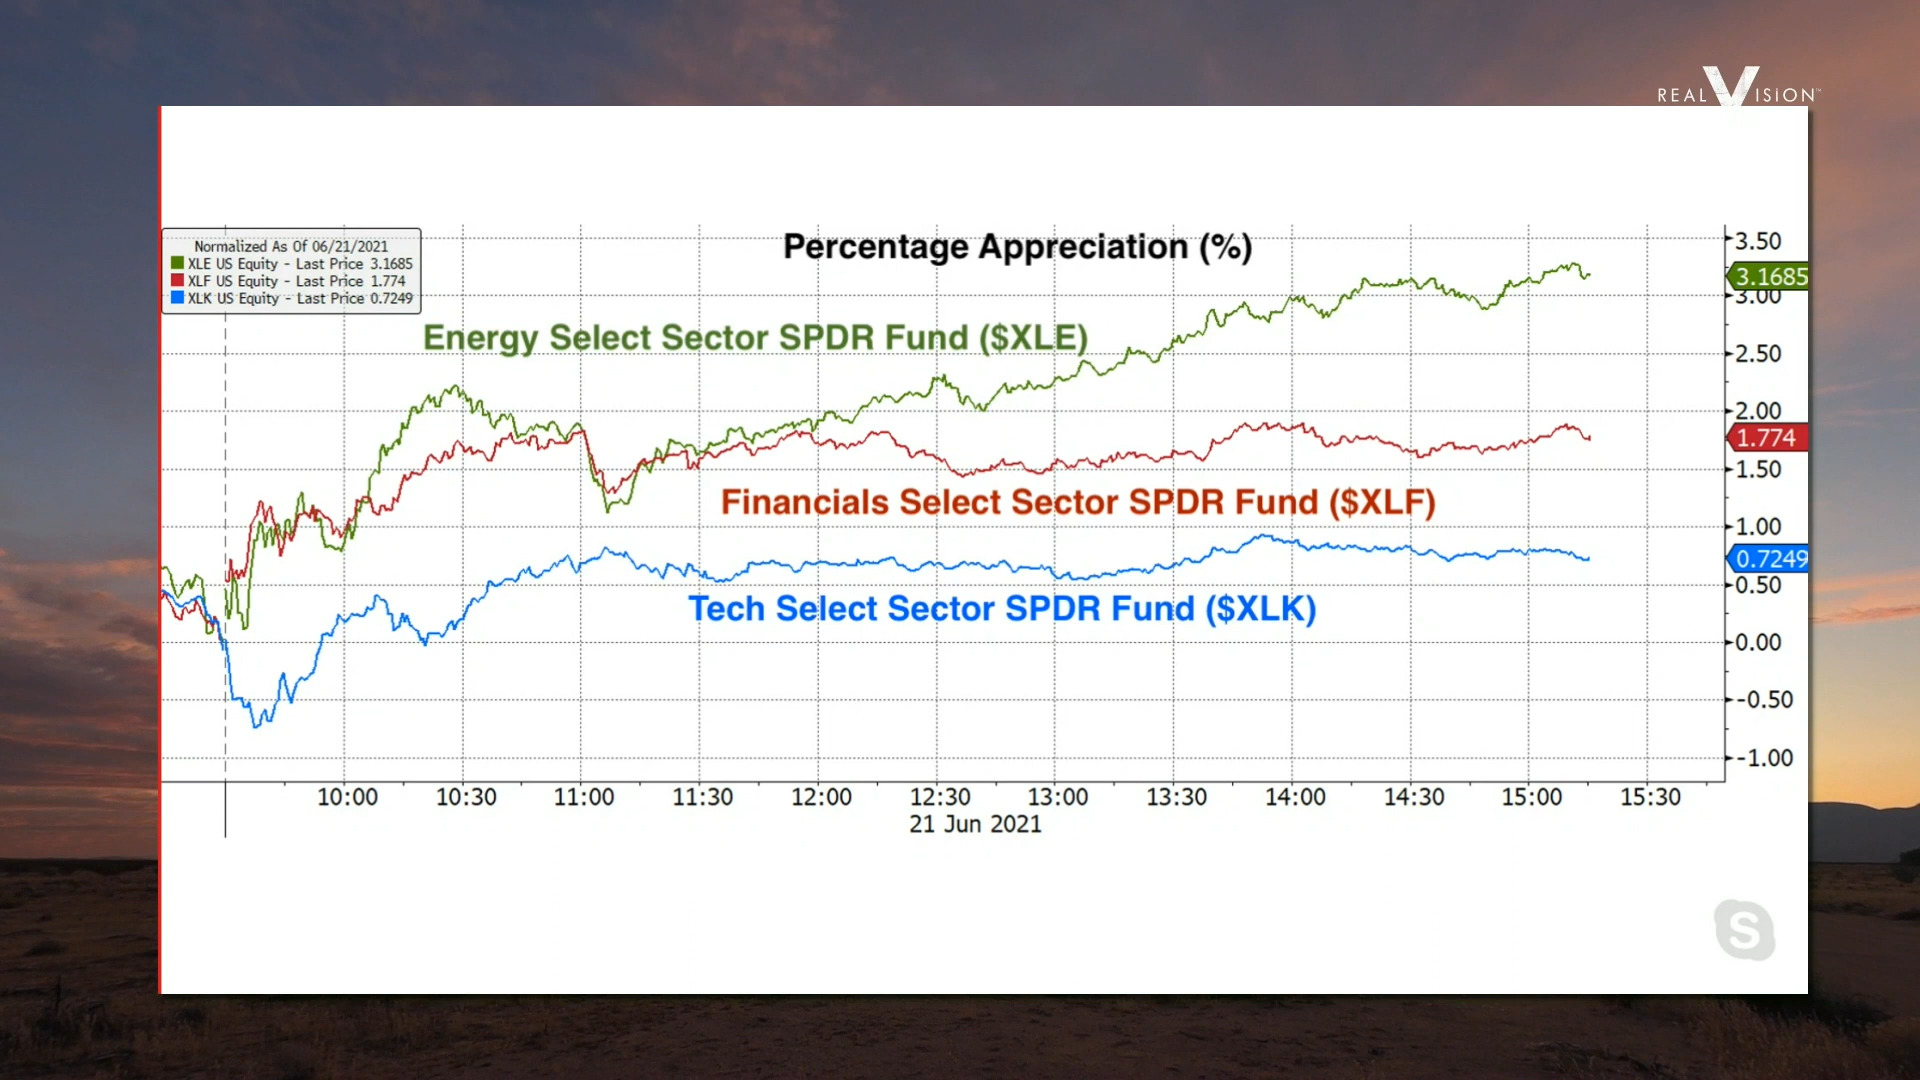 REAL VISION™
Percentage Appreciation (%)
Normalized As Of 06/21/2021
XLE US Equity - Last Price 3.1685
XLF US Equity - Last Price 1.774
XLK US Equity - Last Price 0.7249
Energy Select Sector SPDR Fund ($XLE)
Financials Select Sector SPDR Fund ($XLF)
Tech Select Sector SPDR Fund ($XLK)
3.50
3.1685
3.00
2.50
2.00
1.774
1.50
1.00
0.7249
0.50
0.00
-0.50
-1.00
10:00 10:30 11:00 11:30 12:00 12:30 13:00 13:30 14:00 14:30 15:00 15:30
21 Jun 2021
S